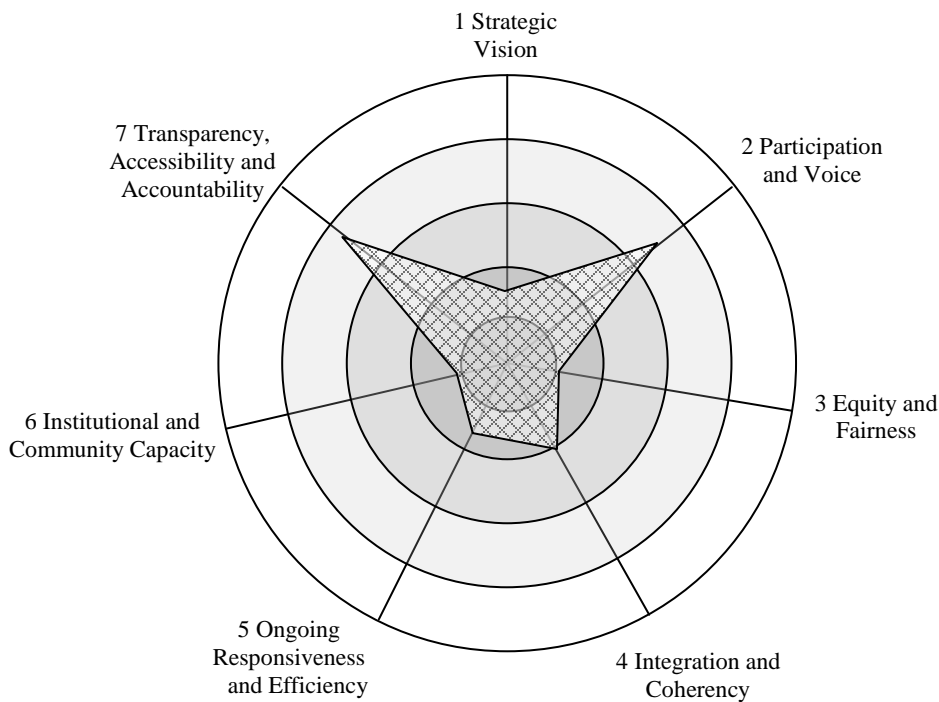 1 Strategic
Vision
2 Participation
and Voice
3 Equity and
Fairness
4 Integration and
Coherency
5 Ongoing
Responsiveness
and Efficiency
6 Institutional and
Community Capacity
7 Transparency,
Accessibility and
Accountability